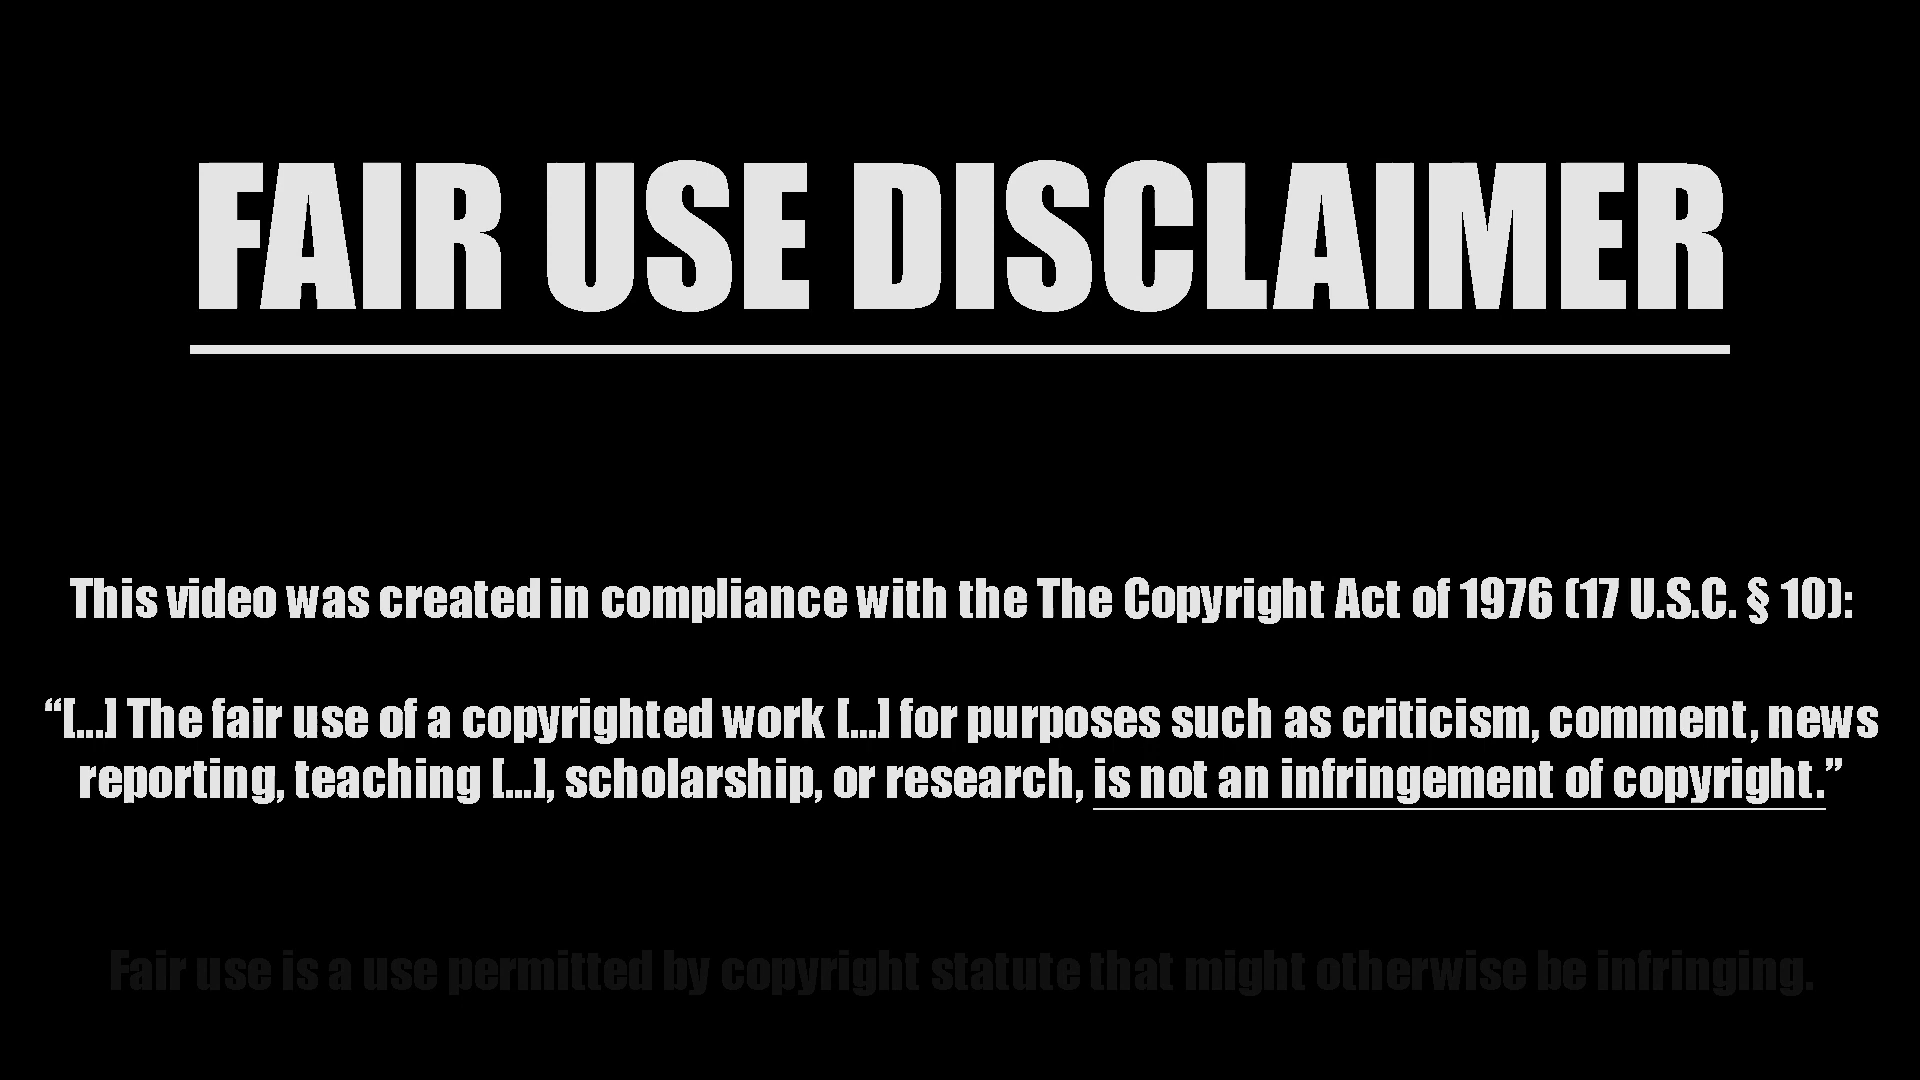 FAIR USE DISCLAIMER
This video was created in compliance with the The Copyright Act of 1976 (17 U.S.C. § 10):
“[...] The fair use of a copyrighted work [...] for purposes such as criticism, comment, news
reporting, teaching [...], scholarship, or research, is not an infringement of copyright.”
Fair use is a use permitted by copyright statute that might otherwise be infringing.